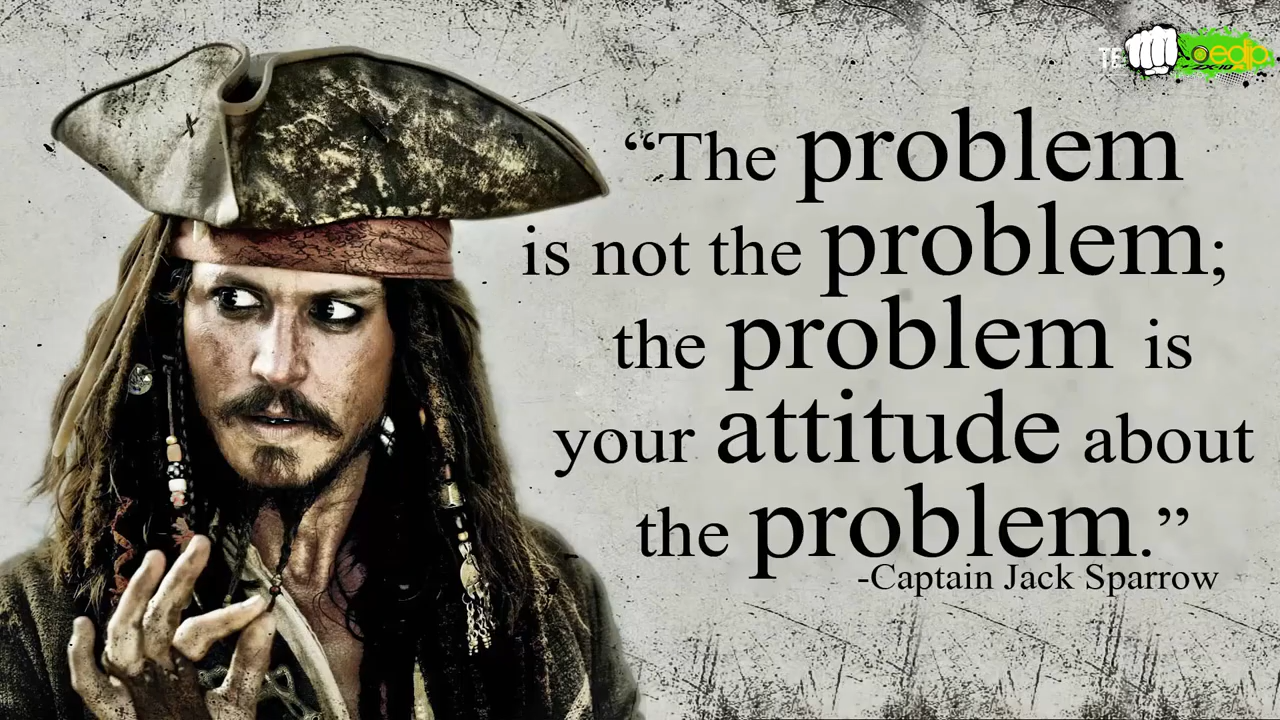 “The problem
is not the problem;
the problem is
your attitude about
the problem.”
-Captain Jack Sparrow